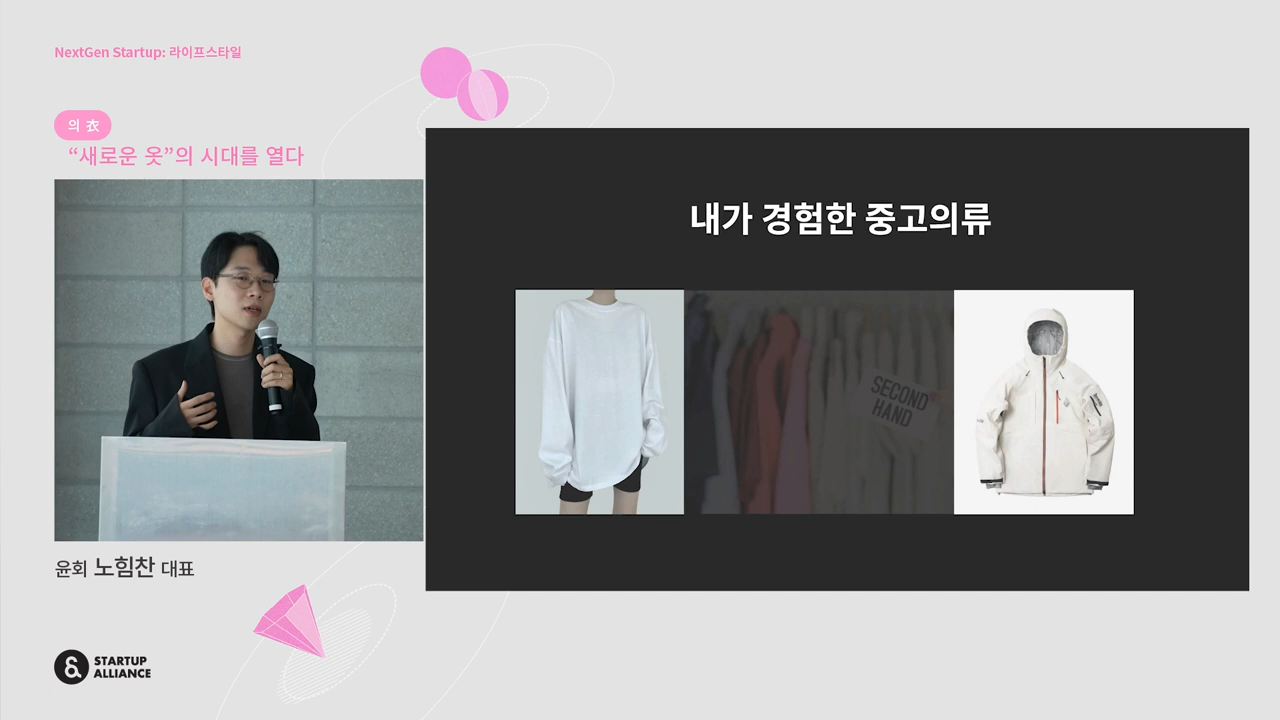 NextGen Startup: 라이프스타일
의 衣
“새로운 옷”의 시대를 열다
내가 경험한 중고의류
SECOND
HAND
윤회 노힘찬 대표
STARTUP
ALLIANCE